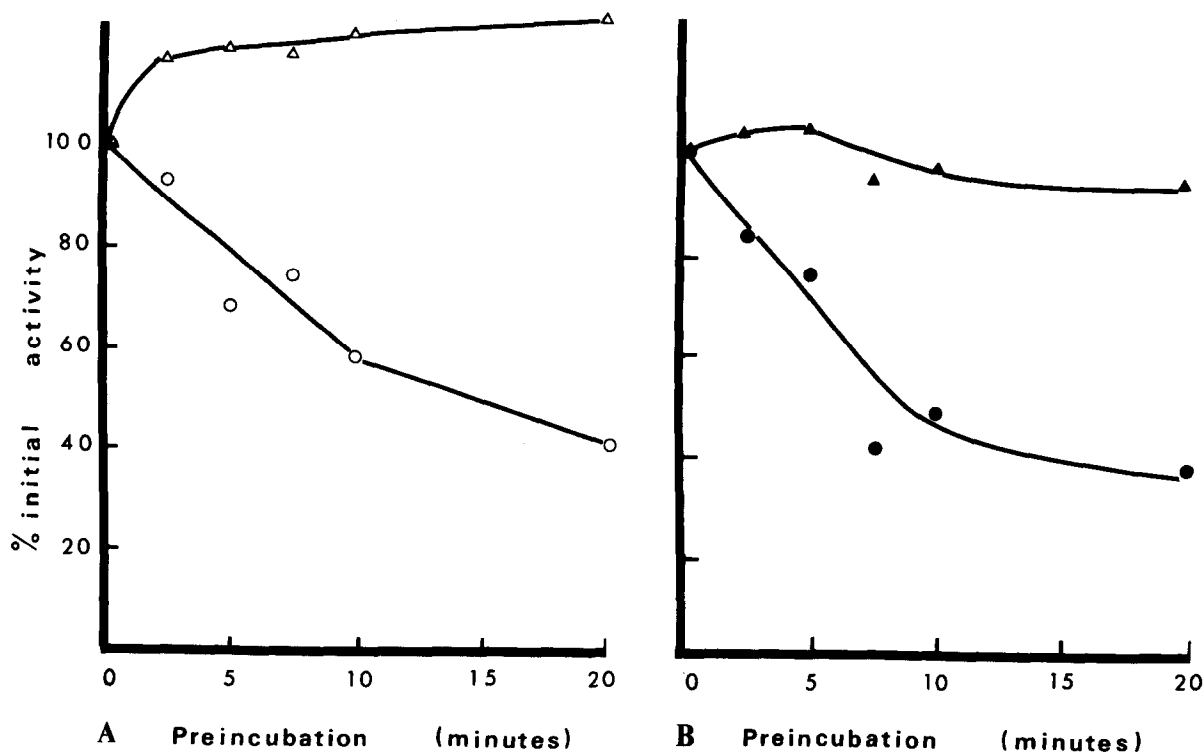 % initial activity
100
80
60
40
20
0 5 10 15 20
A Preincubation (minutes)
0 5 10 15 20
B Preincubation (minutes)